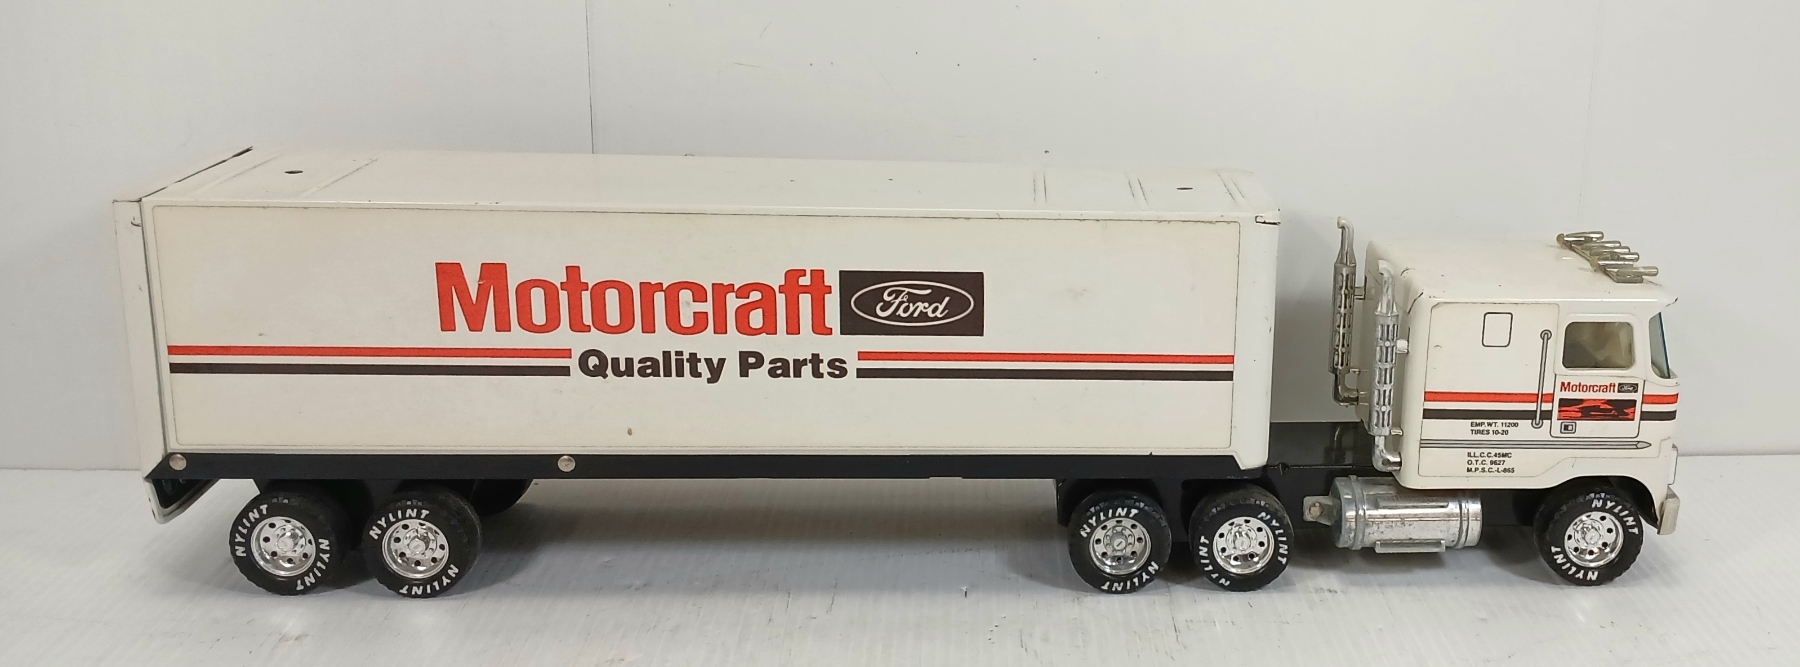 Motorcraft Ford
Quality Parts
Motorcraft Ford
EMP. WT. 11200
TIRES 10-20
ILL.C.C.45MC
O.T.C. 9627
M.P.S.C.-L-865
NYLINT NYLINT
NYLINT NYLINT
NYLINT NYLINT
NYLINT NYLINT
NYLINT NYLINT